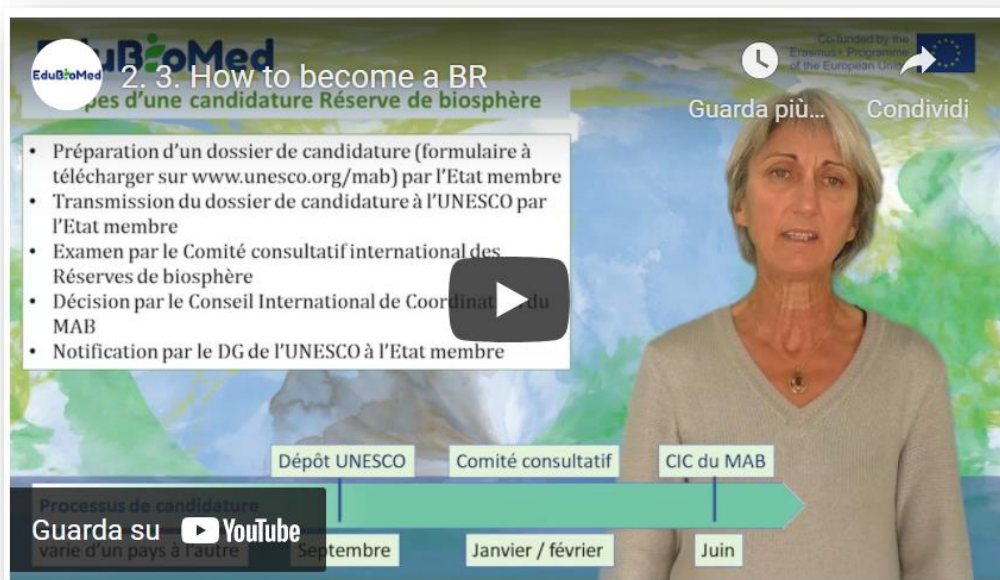 EduBioMed
EduBioMed
2. 3. How to become a BR
Co-funded by the
Erasmus+ Programme
of the European Union
Guarda più...
Condividi
d'une candidature Réserve de biosphère
• Préparation d'un dossier de candidature (formulaire à
télécharger sur www.unesco.org/mab) par l'Etat membre
• Transmission du dossier de candidature à l'UNESCO par
l'Etat membre
• Examen par le Comité consultatif international des
Réserves de biosphère
• Décision par le Conseil International de du
MAB
• Notification par le DG de l'UNESCO à l'Etat membre
Dépôt UNESCO
Comité consultatif
CIC du MAB
Processus de candidature
varie d'un pays à l'autre
Guarda su YouTube
Septembre
Janvier / février
Juin